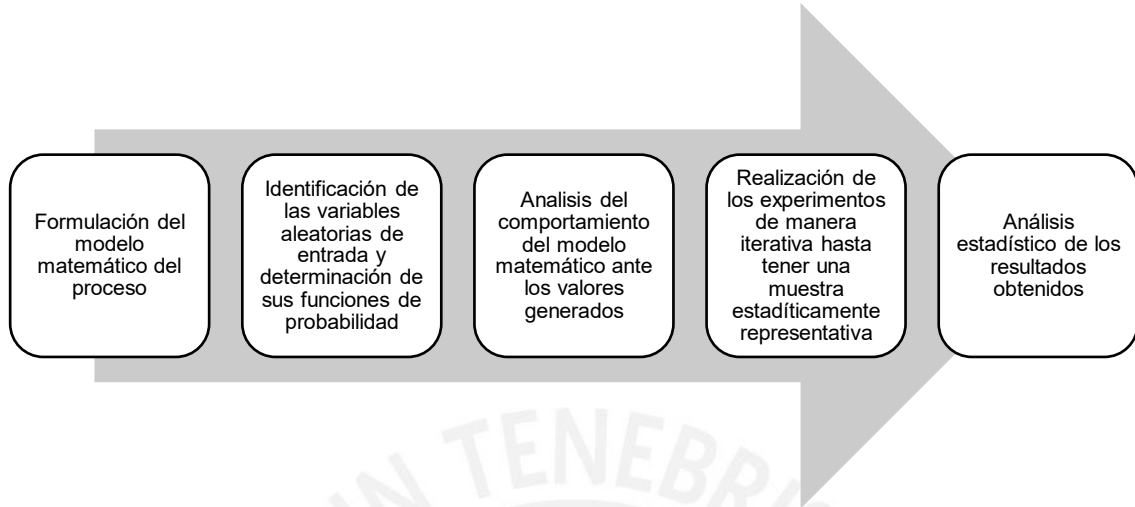 Formulación del
modelo
matemático del
proceso
Identificación de
las variables
aleatorias de
entrada y
determinación de
sus funciones de
probabilidad
Analisis del
comportamiento
del modelo
matemático ante
los valores
generados
Realización de
los experimentos
de manera
iterativa hasta
tener una
muestra
estadíticamente
representativa
Análisis
estadístico de los
resultados
obtenidos
IN TENEBRIS